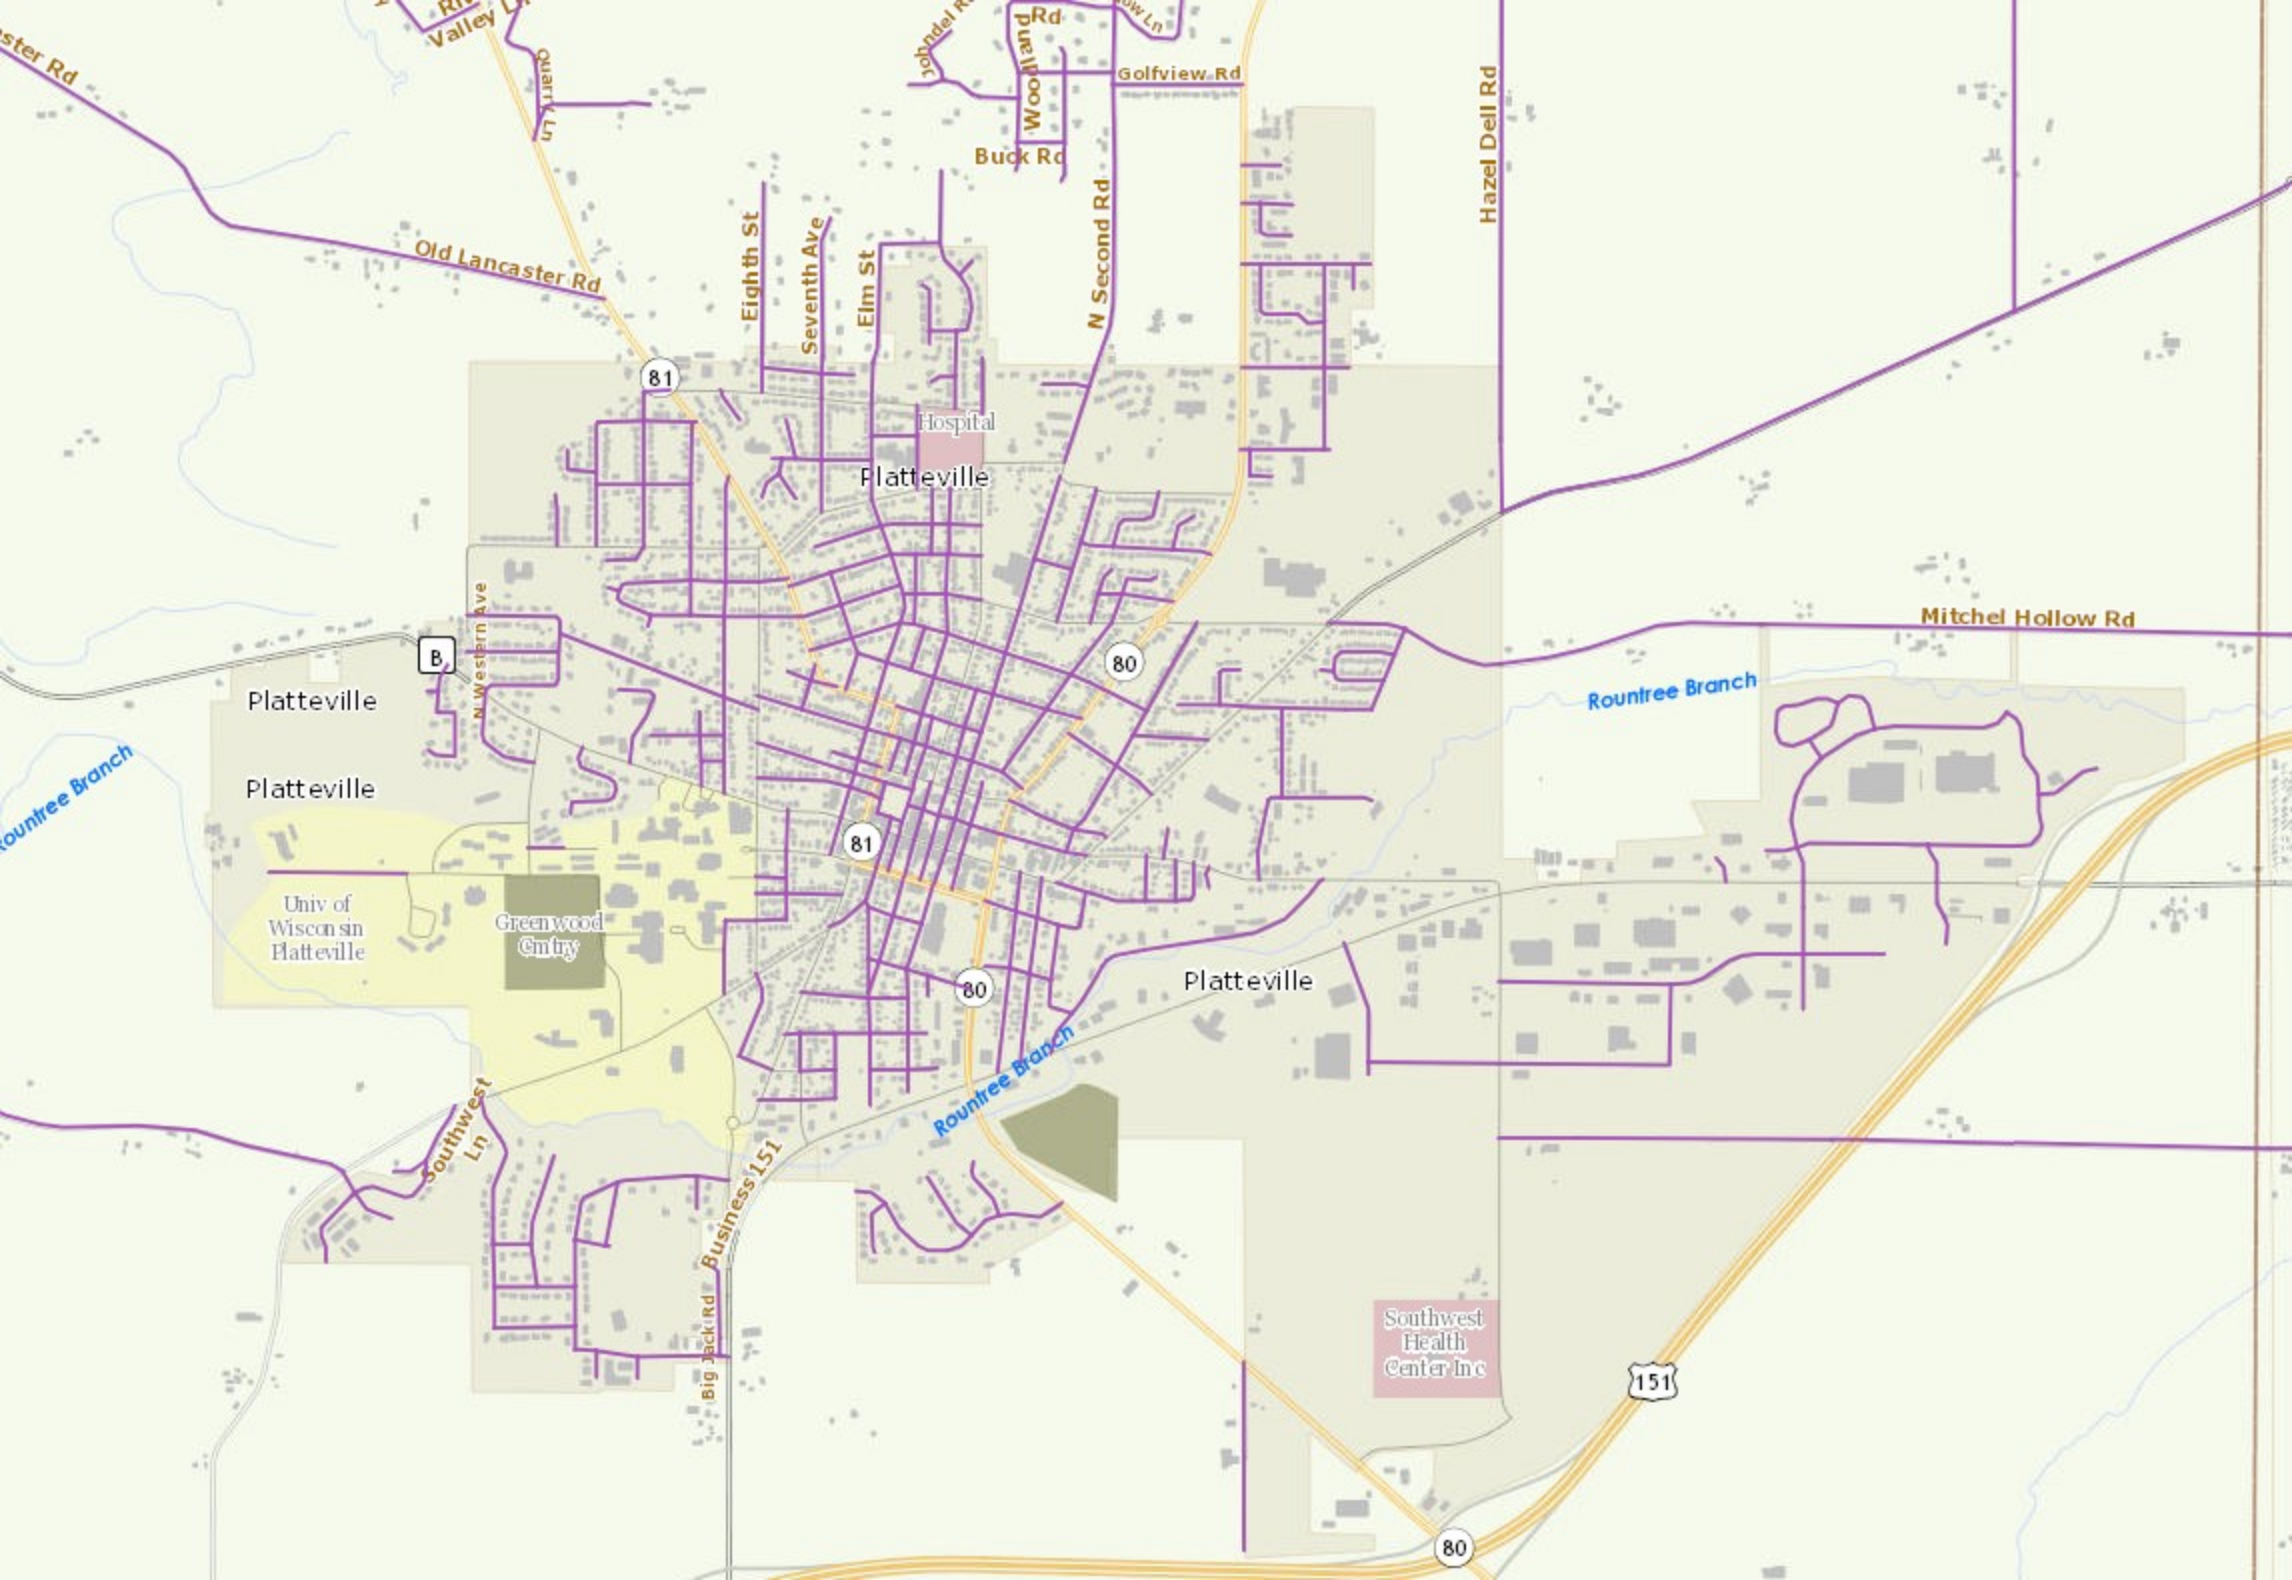 Valley
Rd
ow Ln
Woodland
Golfview Rd
ster Rd
Quarry Ln
Johndel R
Hazel Dell Rd
Buck Rd
N Second Rd
Eighth St
Seventh Ave
Elm St
Old Lancaster Rd
81
Hospital
Platteville
N Western Ave
Mitchel Hollow Rd
B
80
Platteville
Rountree Branch
Platteville
Rountree Branch
81
Univ of
Wisconsin
Platteville
Greenwood
Cmtry
80
Platteville
Rountree Branch
Southwest
Ln
Business 151
Big Jack Rd
Southwest
Health
Center Inc
151
80